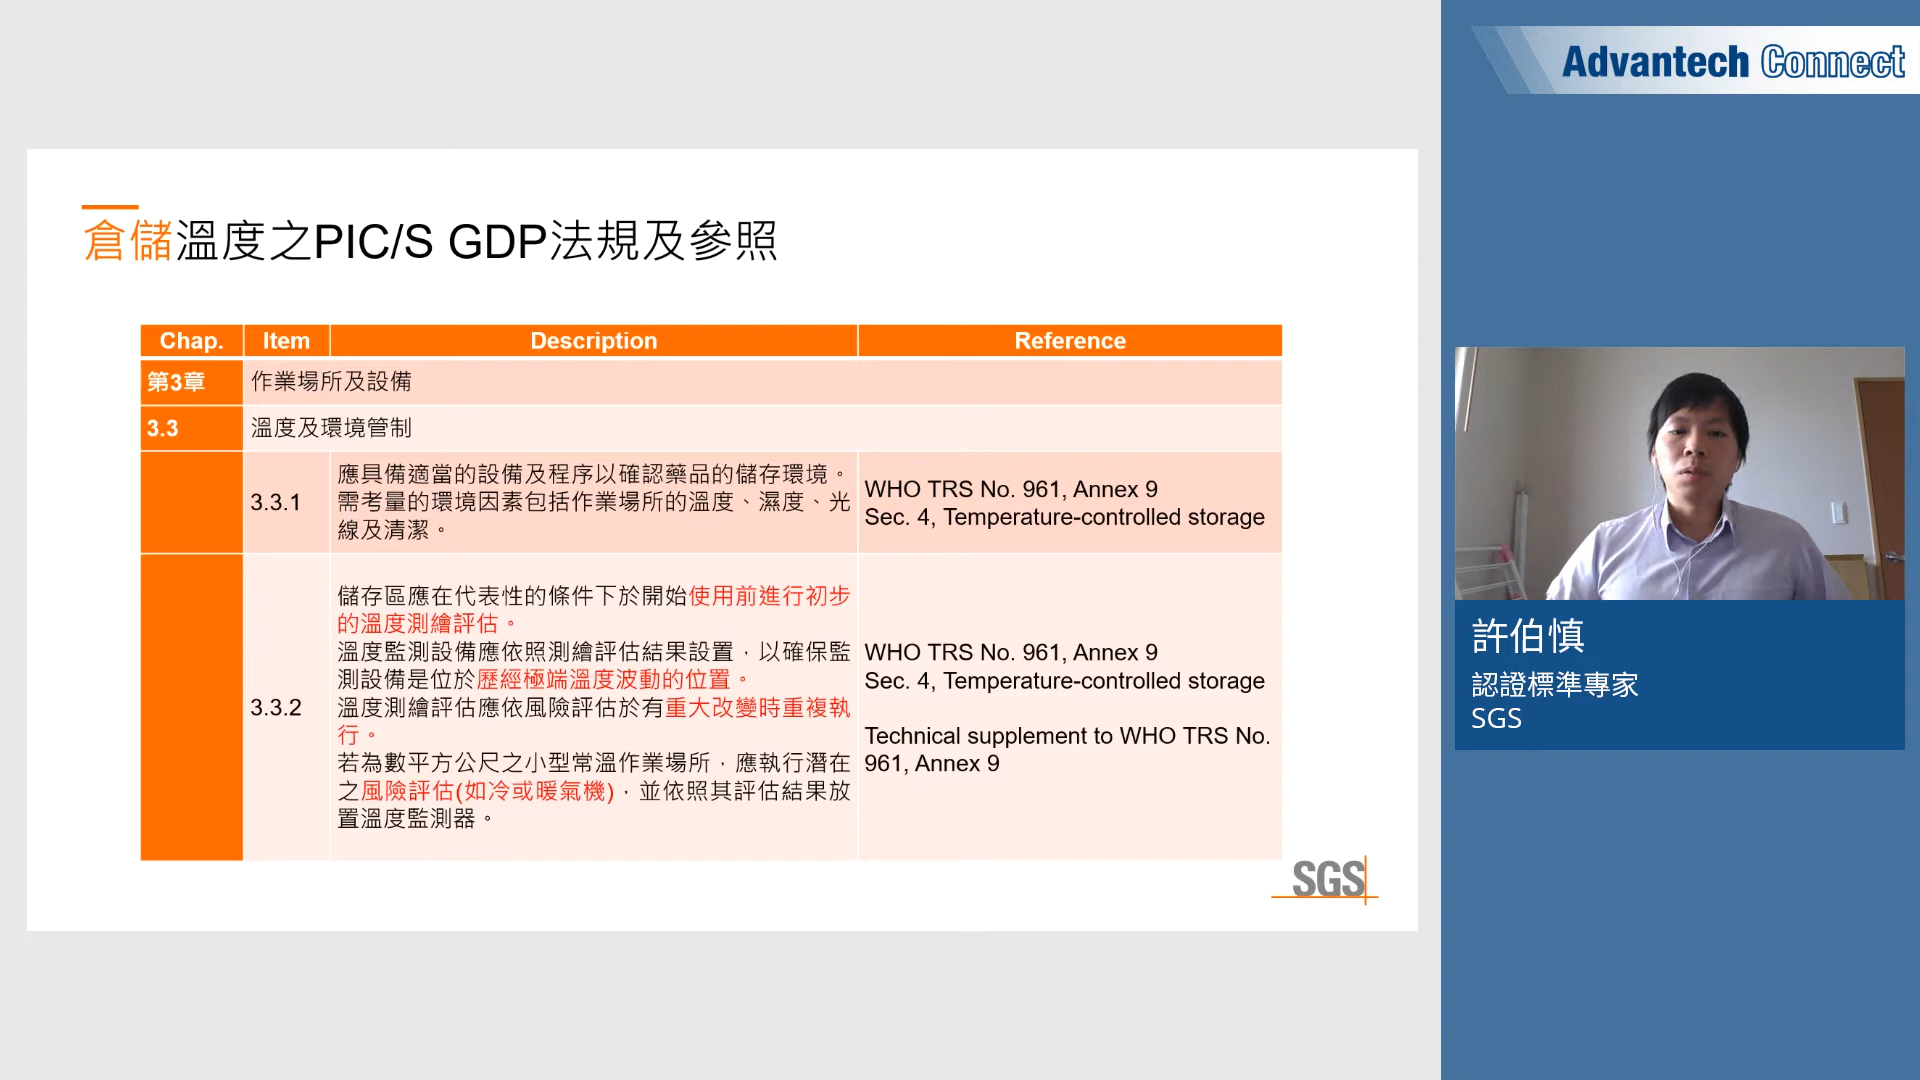 倉儲溫度之PIC/S GDP法規及參照
Chap. Item Description Reference
第3章 作業場所及設備
3.3 溫度及環境管制
3.3.1
應具備適當的設備及程序以確認藥品的儲存環境。
需考量的環境因素包括作業場所的溫度、濕度、光
線及清潔。
WHO TRS No. 961, Annex 9
Sec. 4, Temperature-controlled storage
3.3.2
儲存區應在代表性的條件下於開始使用前進行初步
的溫度測繪評估。
溫度監測設備應依照測繪評估結果設置，以確保監
測設備是位於歷經極端溫度波動的位置。
溫度測繪評估應依風險評估於有重大改變時重複執
行。
若為數平方公尺之小型常溫作業場所，應執行潛在
之風險評估(如冷或暖氣機)，並依照其評估結果放
置溫度監測器。
WHO TRS No. 961, Annex 9
Sec. 4, Temperature-controlled storage
Technical supplement to WHO TRS No.
961, Annex 9
SGS
Advantech Connect
許伯慎
認證標準專家
SGS